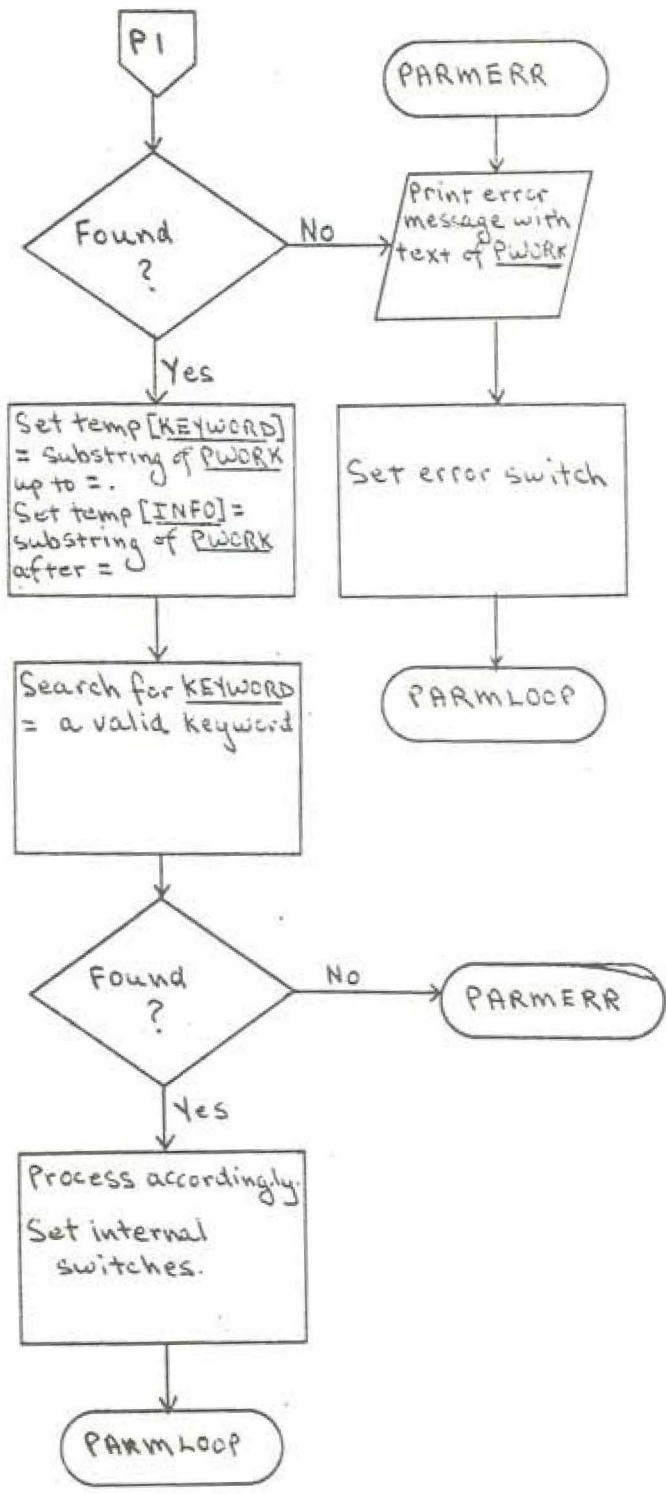 P1
Found
?
No
Yes
Set temp [KEYWORD]
= substring of PWORK
up to =.
Set temp [INFO] =
substring of PWORK
after =
Search for KEYWORD
= a valid keyword
Found
?
No
PARMERR
Yes
Process accordingly.
Set internal
switches.
PARMLOOP
PARMERR
Print error
message with
text of PWORK
Set error switch
PARMLOOP